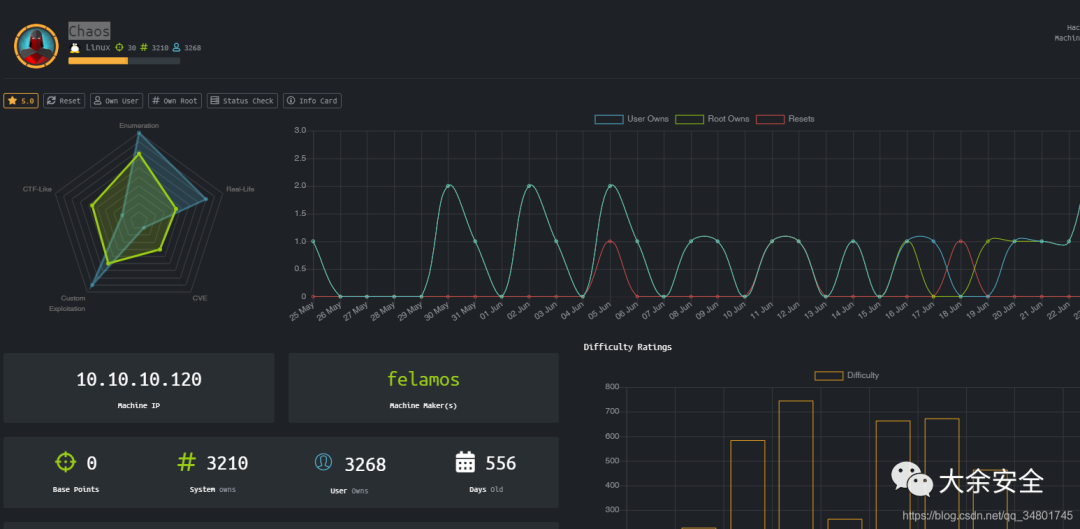 Chaos
Linux 30 3210 3268
Hac
Machin
5.0 Reset Own User Own Root Status Check Info Card
Enumeration
CTF-Like
Real-Life
Custom
Exploitation
CVE
User Owns Root Owns Resets
3.0
2.5
2.0
1.5
1.0
0.5
0
25 May 26 May 27 May 28 May 29 May 30 May 31 May 01 Jun 02 Jun 03 Jun 04 Jun 05 Jun 06 Jun 07 Jun 08 Jun 09 Jun 10 Jun 11 Jun 12 Jun 13 Jun 14 Jun 15 Jun 16 Jun 17 Jun 18 Jun 19 Jun 20 Jun 21 Jun 22 Jun 23
10.10.10.120
Machine IP
felamos
Machine Maker(s)
0
Base Points
3210
System owns
3268
User Owns
556
Days Old
Difficulty Ratings
Difficulty
800
700
600
500
400
300
大余安全
https://blog.csdn.net/qq_34801745